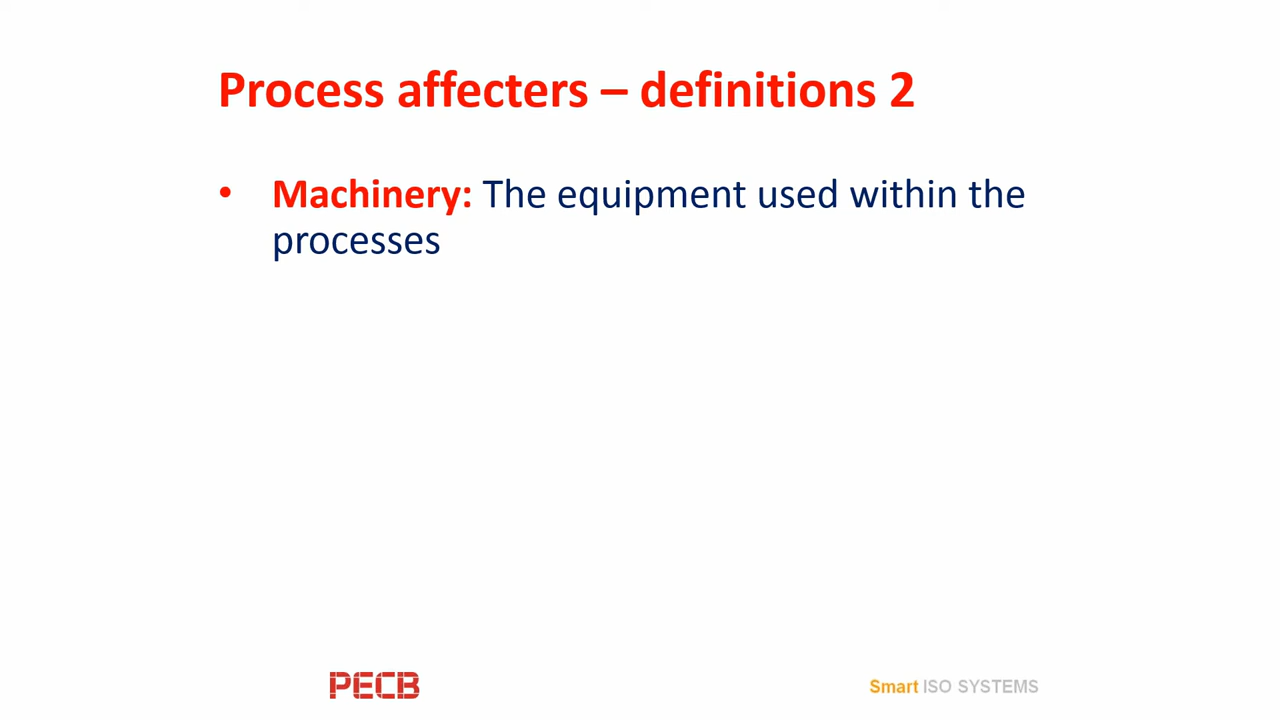 Process affecters – definitions 2
• Machinery: The equipment used within the
processes
PECB
Smart ISO SYSTEMS